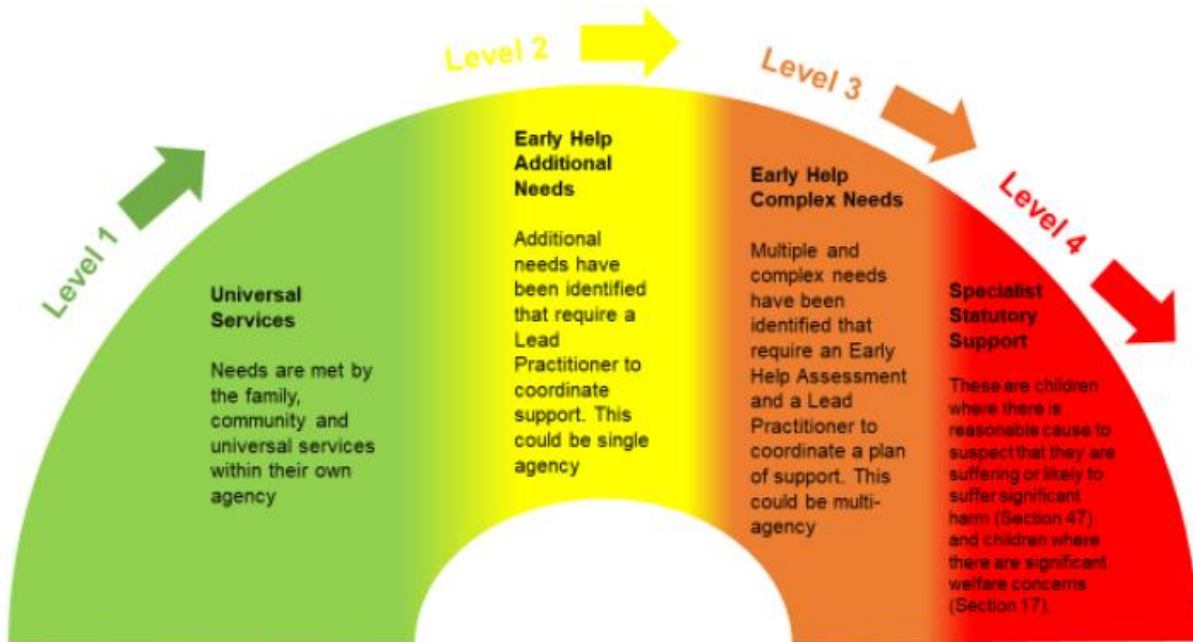 Level 1
Universal
Services
Needs are met by
the family,
community and
universal services
within their own
agency
Level 2
Early Help
Additional
Needs
Additional
needs have
been identified
that require a
Lead
Practitioner to
coordinate
support. This
could be single
agency
Level 3
Early Help
Complex Needs
Multiple and
complex needs
have been
identified that
require an Early
Help Assessment
and a Lead
Practitioner to
coordinate a plan
of support. This
could be multi-
agency
Level 4
Specialist
Statutory
Support
These are children
where there is
reasonable cause to
suspect that they are
suffering or likely to
suffer significant
harm (Section 47)
and children where
there are significant
welfare concerns
(Section 17).